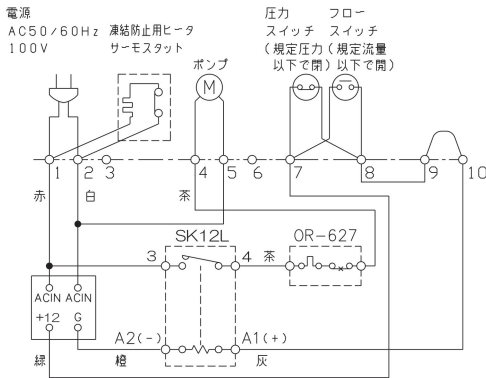 電源
AC50/60Hz
100V
凍結防止用ヒータ
サーモスタット
ポンプ
M
圧力
スイッチ
(規定圧力
以下で閉)
フロー
スイッチ
(規定流量
以下で開)
1 2 3 4 5 6 7 8 9 10
赤 白 茶
SK12L
OR-627
3 4 茶
ACIN ACIN
+12 G
A2(-) A1(+)
緑 橙 灰